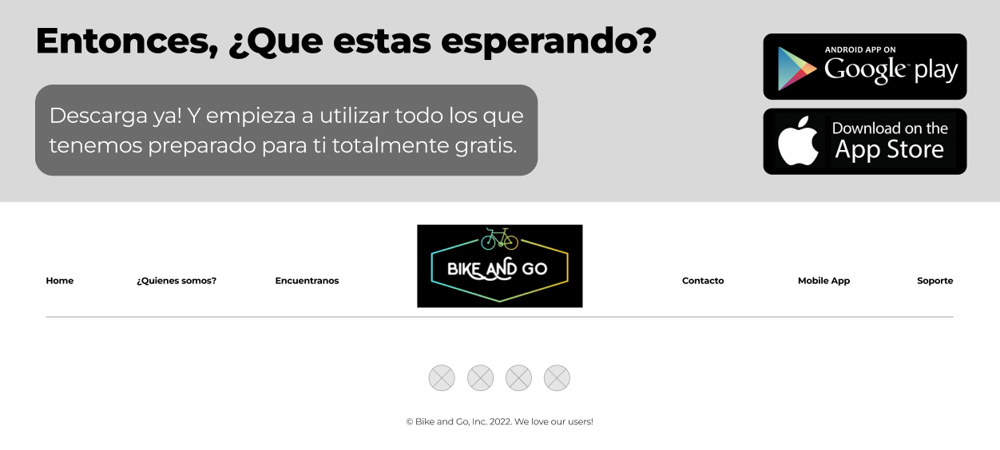 Entonces, ¿Que estas esperando?
Descarga ya! Y empieza a utilizar todo los que
tenemos preparado para ti totalmente gratis.
ANDROID APP ON
Google™ play
Download on the
App Store
Home
¿Quienes somos?
Encuentranos
BIKE AND GO
Contacto
Mobile App
Soporte
© Bike and Go, Inc. 2022. We love our users!